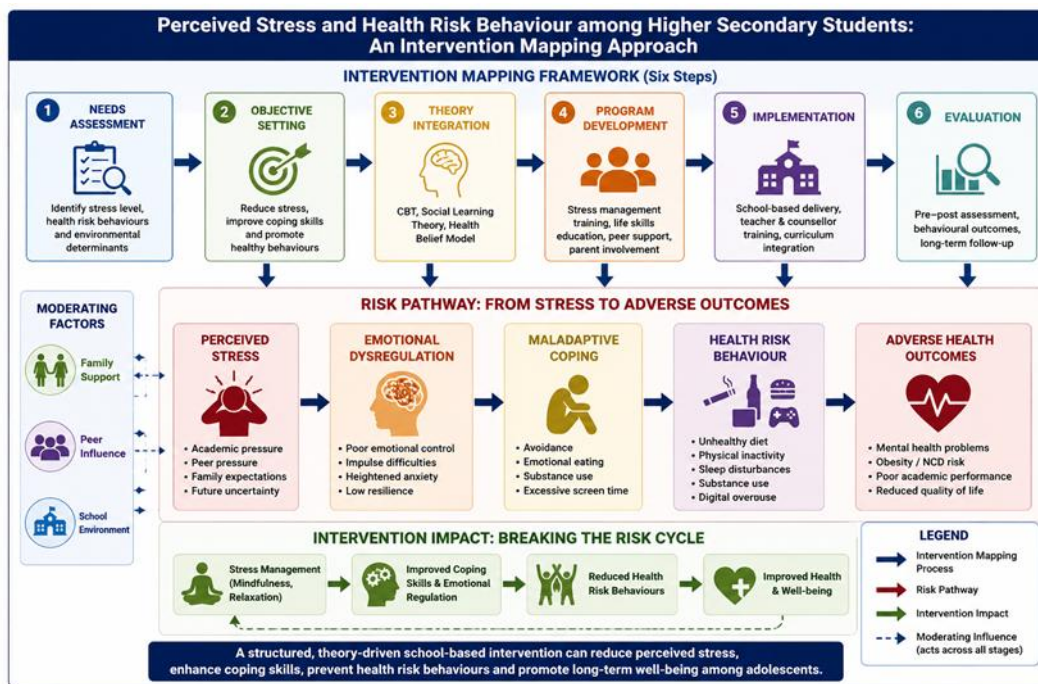 Perceived Stress and Health Risk Behaviour among Higher Secondary Students:
An Intervention Mapping Approach
INTERVENTION MAPPING FRAMEWORK (Six Steps)
1
NEEDS
ASSESSMENT
Identify stress level,
health risk behaviours
and environmental
determinants
2
OBJECTIVE
SETTING
Reduce stress,
improve coping skills
and promote
healthy behaviours
3
THEORY
INTEGRATION
CBT, Social Learning
Theory, Health
Belief Model
4
PROGRAM
DEVELOPMENT
Stress management
training, life skills
education, peer support,
parent involvement
5
IMPLEMENTATION
School-based delivery,
teacher & counsellor
training, curriculum
integration
6
EVALUATION
Pre–post assessment,
behavioural outcomes,
long-term follow-up
MODERATING
FACTORS
Family
Support
Peer
Influence
School
Environment
RISK PATHWAY: FROM STRESS TO ADVERSE OUTCOMES
PERCEIVED
STRESS
• Academic pressure
• Peer pressure
• Family expectations
• Future uncertainty
EMOTIONAL
DYSREGULATION
• Poor emotional control
• Impulse difficulties
• Heightened anxiety
• Low resilience
MALADAPTIVE
COPING
• Avoidance
• Emotional eating
• Substance use
• Excessive screen time
HEALTH RISK
BEHAVIOUR
• Unhealthy diet
• Physical inactivity
• Sleep disturbances
• Substance use
• Digital overouse
ADVERSE HEALTH
OUTCOMES
• Mental health problems
• Obesity / NCD risk
• Poor academic performance
• Reduced quality of life
INTERVENTION IMPACT: BREAKING THE RISK CYCLE
Stress Management
(Mindfulness,
Relaxation)
Improved Coping
Skills & Emotional
Regulation
Reduced Health
Risk Behaviours
Improved Health
& Well-being
LEGEND
Intervention Mapping
Process
Risk Pathway
Intervention Impact
Moderating Influence
(acts across all stages)
A structured, theory-driven school-based intervention can reduce perceived stress,
enhance coping skills, prevent health risk behaviours and promote long-term well-being among adolescents.